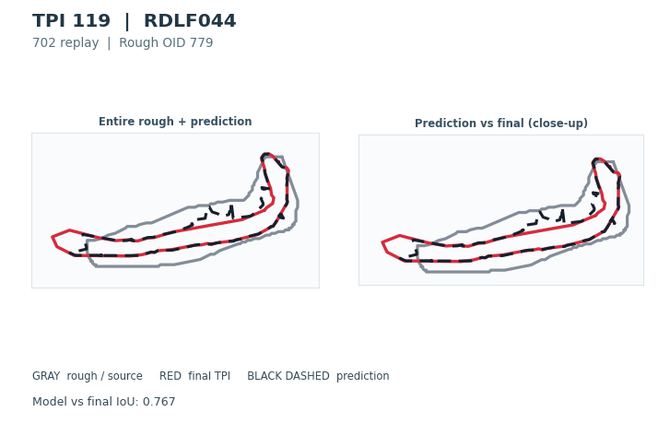 TPI 119 | RDLF044
702 replay | Rough OID 779
Entire rough + prediction
Prediction vs final (close-up)
GRAY rough / source RED final TPI BLACK DASHED prediction
Model vs final IoU: 0.767